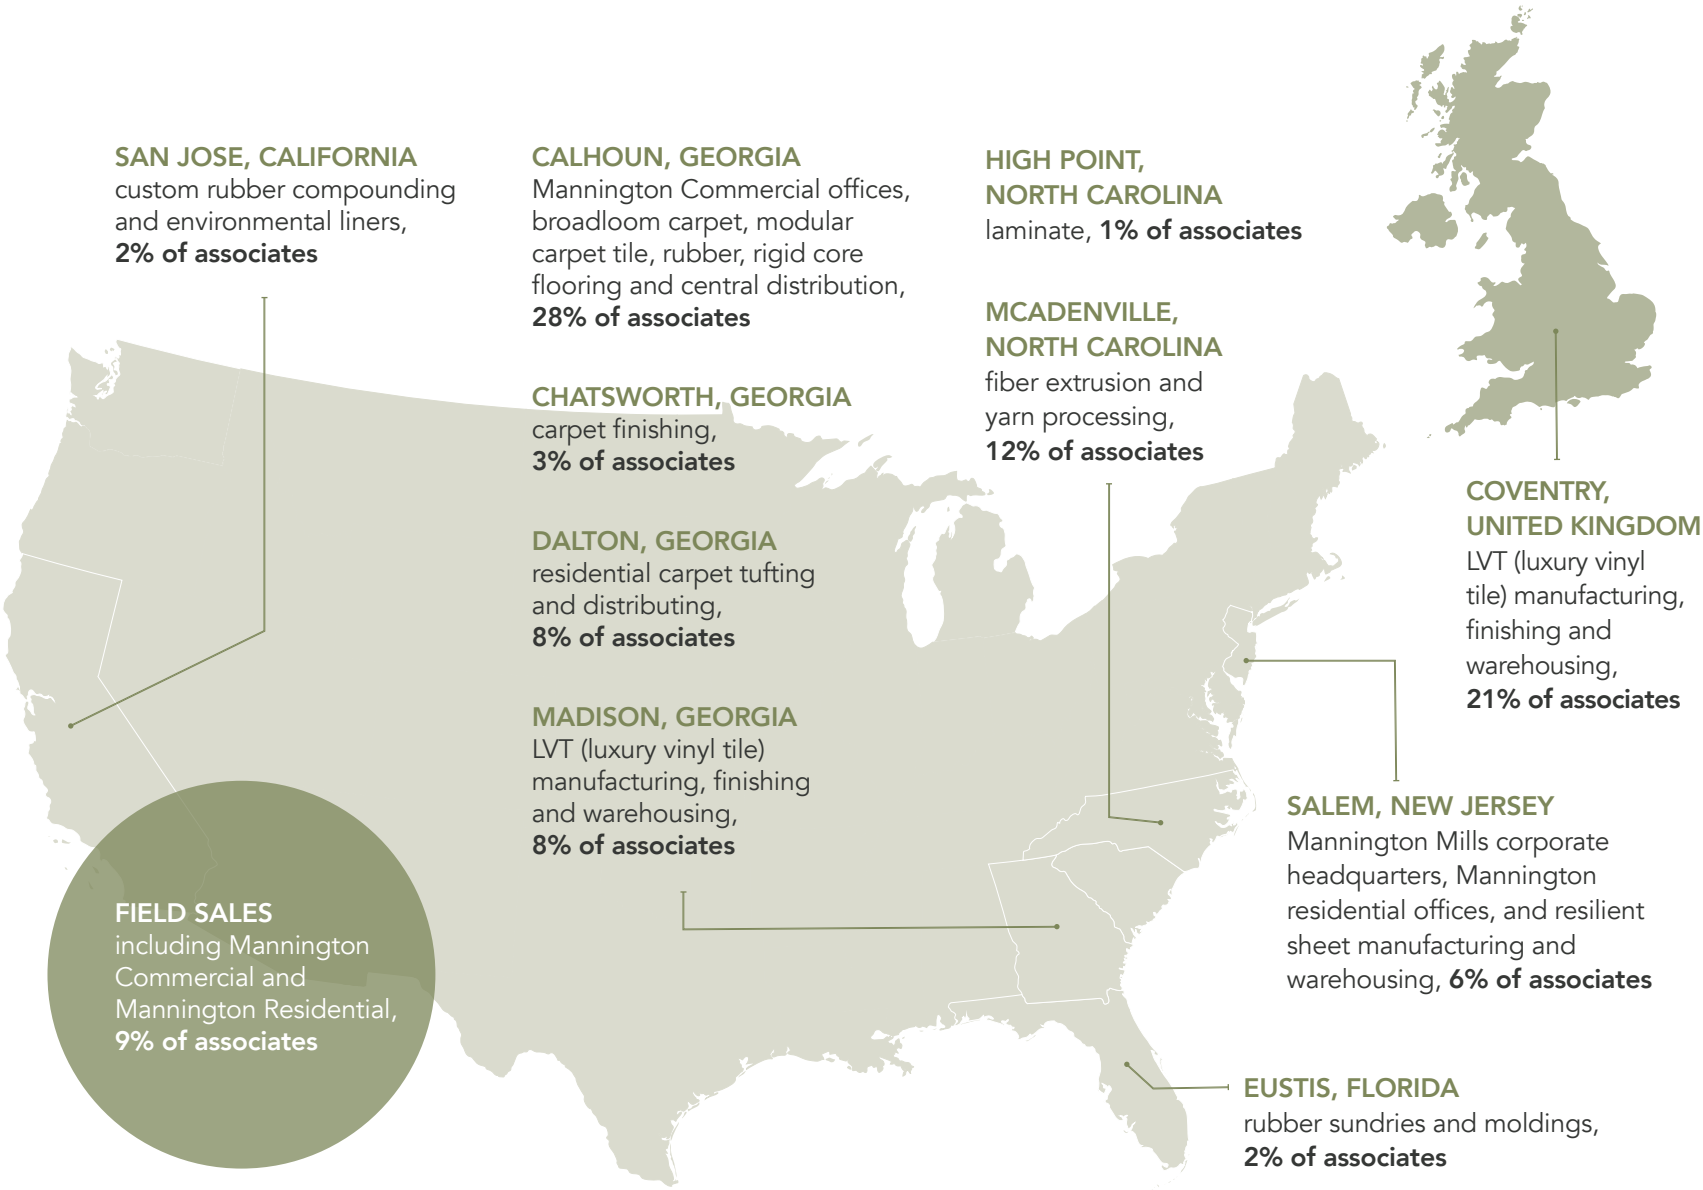 SAN JOSE, CALIFORNIA
custom rubber compounding
and environmental liners,
2% of associates
CALHOUN, GEORGIA
Mannington Commercial offices,
broadloom carpet, modular
carpet tile, rubber, rigid core
flooring and central distribution,
28% of associates
CHATSWORTH, GEORGIA
carpet finishing,
3% of associates
DALTON, GEORGIA
residential carpet tufting
and distributing,
8% of associates
MADISON, GEORGIA
LVT (luxury vinyl tile)
manufacturing, finishing
and warehousing,
8% of associates
HIGH POINT,
NORTH CAROLINA
laminate, 1% of associates
MCADENVILLE,
NORTH CAROLINA
fiber extrusion and
yarn processing,
12% of associates
COVENTRY,
UNITED KINGDOM
LVT (luxury vinyl
tile) manufacturing,
finishing and
warehousing,
21% of associates
SALEM, NEW JERSEY
Mannington Mills corporate
headquarters, Mannington
residential offices, and resilient
sheet manufacturing and
warehousing, 6% of associates
EUSTIS, FLORIDA
rubber sundries and moldings,
2% of associates
FIELD SALES
including Mannington
Commercial and
Mannington Residential,
9% of associates